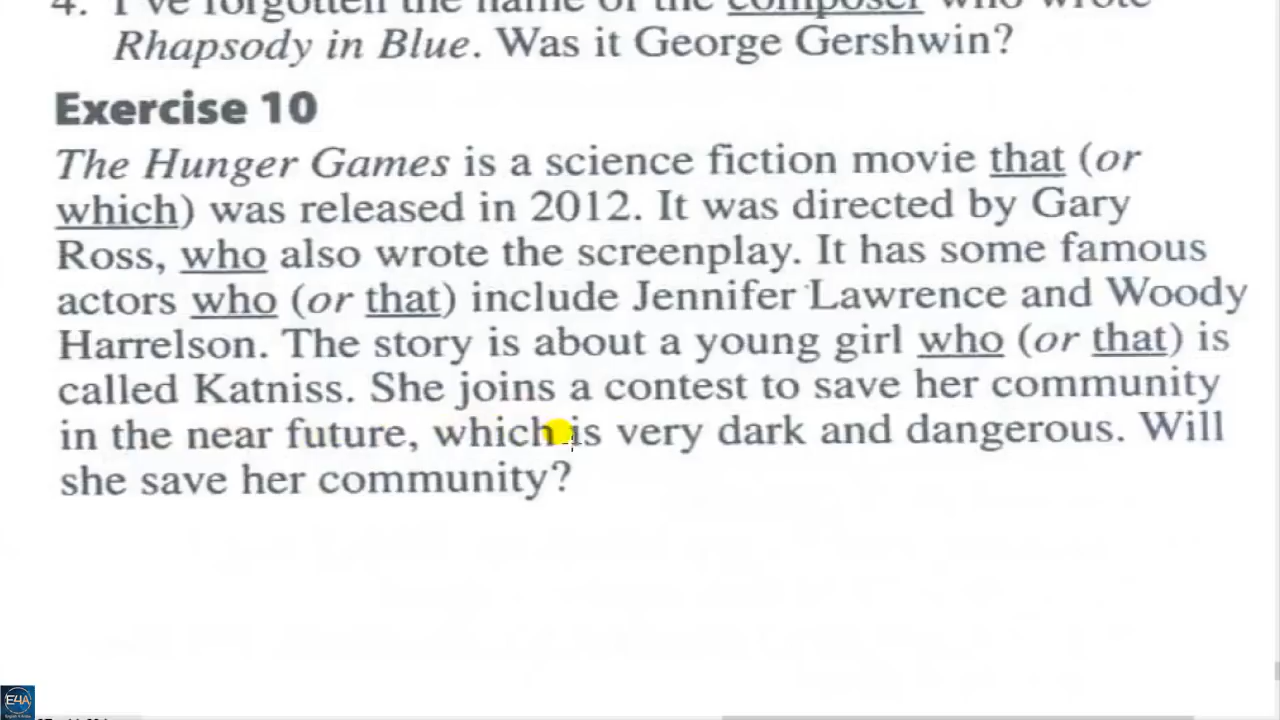 4. I've forgotten the name of the composer who wrote
Rhapsody in Blue. Was it George Gershwin?
Exercise 10
The Hunger Games is a science fiction movie that (or
which) was released in 2012. It was directed by Gary
Ross, who also wrote the screenplay. It has some famous
actors who (or that) include Jennifer Lawrence and Woody
Harrelson. The story is about a young girl who (or that) is
called Katniss. She joins a contest to save her community
in the near future, which is very dark and dangerous. Will
she save her community?
E4A